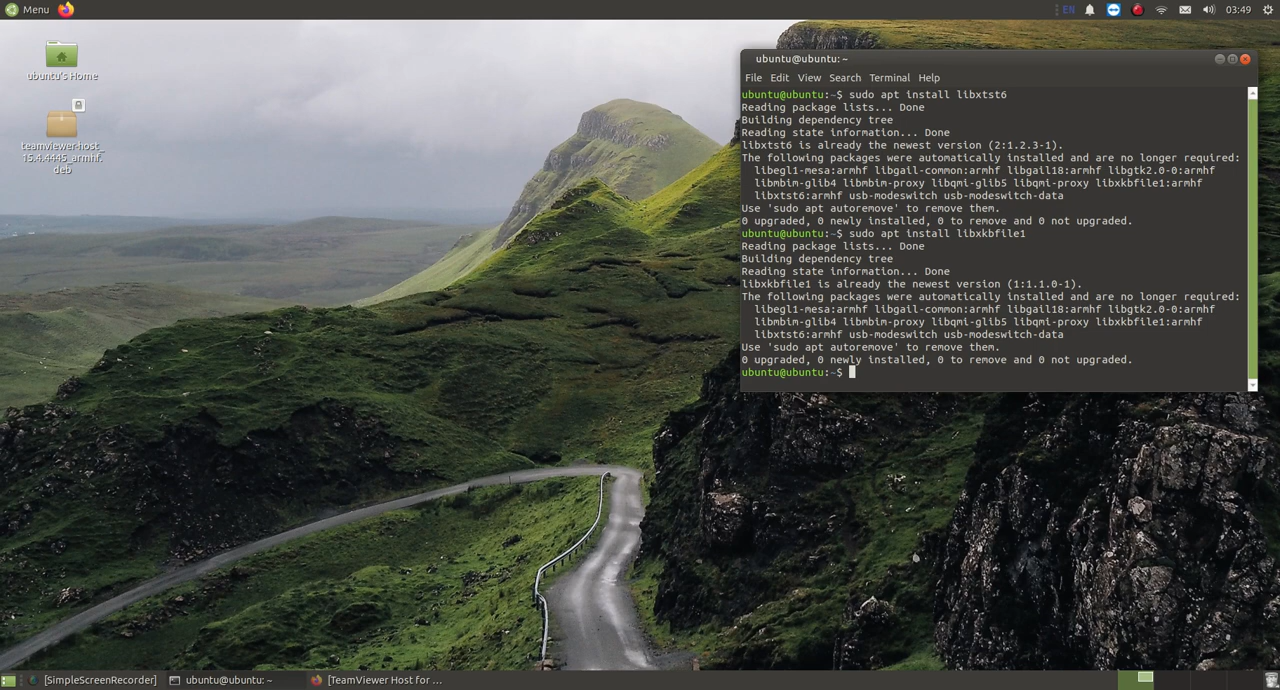 Menu
EN
03:49
ubuntu's Home
teamviewer-host_
15.4.4445_armhf.
deb
ubuntu@ubuntu: ~
File Edit View Search Terminal Help
ubuntu@ubuntu:~$ sudo apt install libxtst6
Reading package lists... Done
Building dependency tree
Reading state information... Done
libxtst6 is already the newest version (2:1.2.3-1).
The following packages were automatically installed and are no longer required:
libegl1-mesa:armhf libgail-common:armhf libgail18:armhf libgtk2.0-0:armhf
libmbim-glib4 libmbim-proxy libqmi-glib5 libqmi-proxy libxkbfile1:armhf
libxtst6:armhf usb-modeswitch usb-modeswitch-data
Use 'sudo apt autoremove' to remove them.
0 upgraded, 0 newly installed, 0 to remove and 0 not upgraded.
ubuntu@ubuntu:~$ sudo apt install libxkbfile1
Reading package lists... Done
Building dependency tree
Reading state information... Done
libxkbfile1 is already the newest version (1:1.1.0-1).
The following packages were automatically installed and are no longer required:
libegl1-mesa:armhf libgail-common:armhf libgail18:armhf libgtk2.0-0:armhf
libmbim-glib4 libmbim-proxy libqmi-glib5 libqmi-proxy libxkbfile1:armhf
libxtst6:armhf usb-modeswitch usb-modeswitch-data
Use 'sudo apt autoremove' to remove them.
0 upgraded, 0 newly installed, 0 to remove and 0 not upgraded.
ubuntu@ubuntu:~$
[SimpleScreenRecorder]
ubuntu@ubuntu: ~
[TeamViewer Host for ...